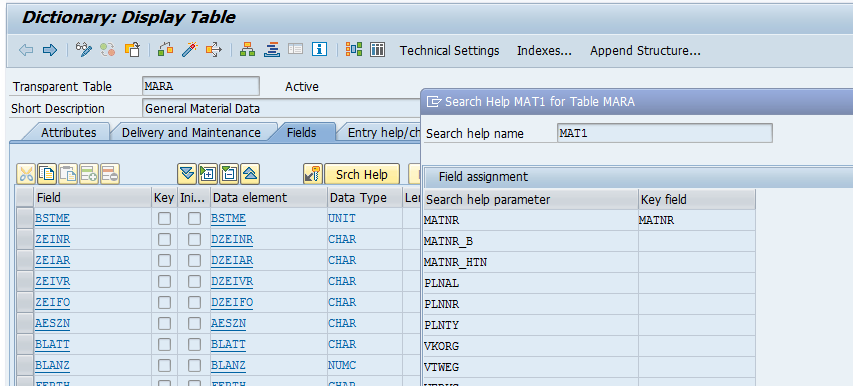 Dictionary: Display Table
Technical Settings Indexes... Append Structure...
Transparent Table MARA Active
Short Description General Material Data
Attributes Delivery and Maintenance Fields Entry help/ch
Srch Help
Field Key Ini... Data element Data Type Ler
BSTME BSTME UNIT
ZEINR DZEINR CHAR
ZEIAR DZEIAR CHAR
ZEIVR DZEIVR CHAR
ZEIFO DZEIFO CHAR
AESZN AESZN CHAR
BLATT BLATT CHAR
BLANZ BLANZ NUMC
FERTH FERTH CHAR
Search Help MAT1 for Table MARA
Search help name MAT1
Field assignment
Search help parameter Key field
MATNR MATNR
MATNR_B
MATNR_HTN
PLNAL
PLNNR
PLNTY
VKORG
VTWEG